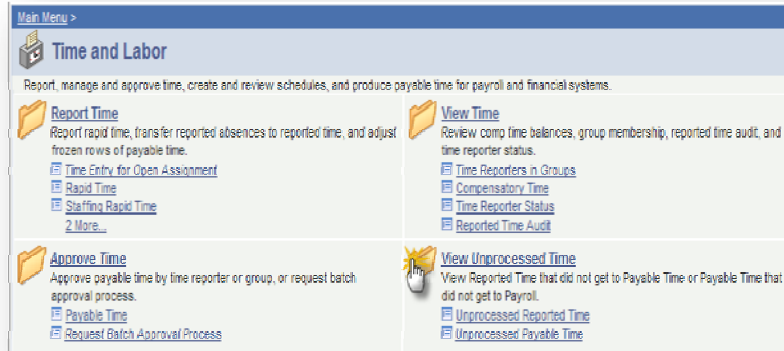 Main Menu >
Time and Labor
Report, manage and approve time, create and review schedules, and produce payable time for payroll and financial systems.
Report Time
Report rapid time, transfer reported absences to reported time, and adjust
frozen rows of payable time.
Time Entry for Open Assignment
Rapid Time
Staffing Rapid Time
2 More...
View Time
Review comp time balances, group membership, reported time audit, and
time reporter status.
Time Reporters in Groups
Compensatory Time
Time Reporter Status
Reported Time Audit
Approve Time
Approve payable time by time reporter or group, or request batch
approval process.
Payable Time
Request Batch Approval Process
View Unprocessed Time
View Reported Time that did not get to Payable Time or Payable Time that
did not get to Payroll.
Unprocessed Reported Time
Unprocessed Payable Time